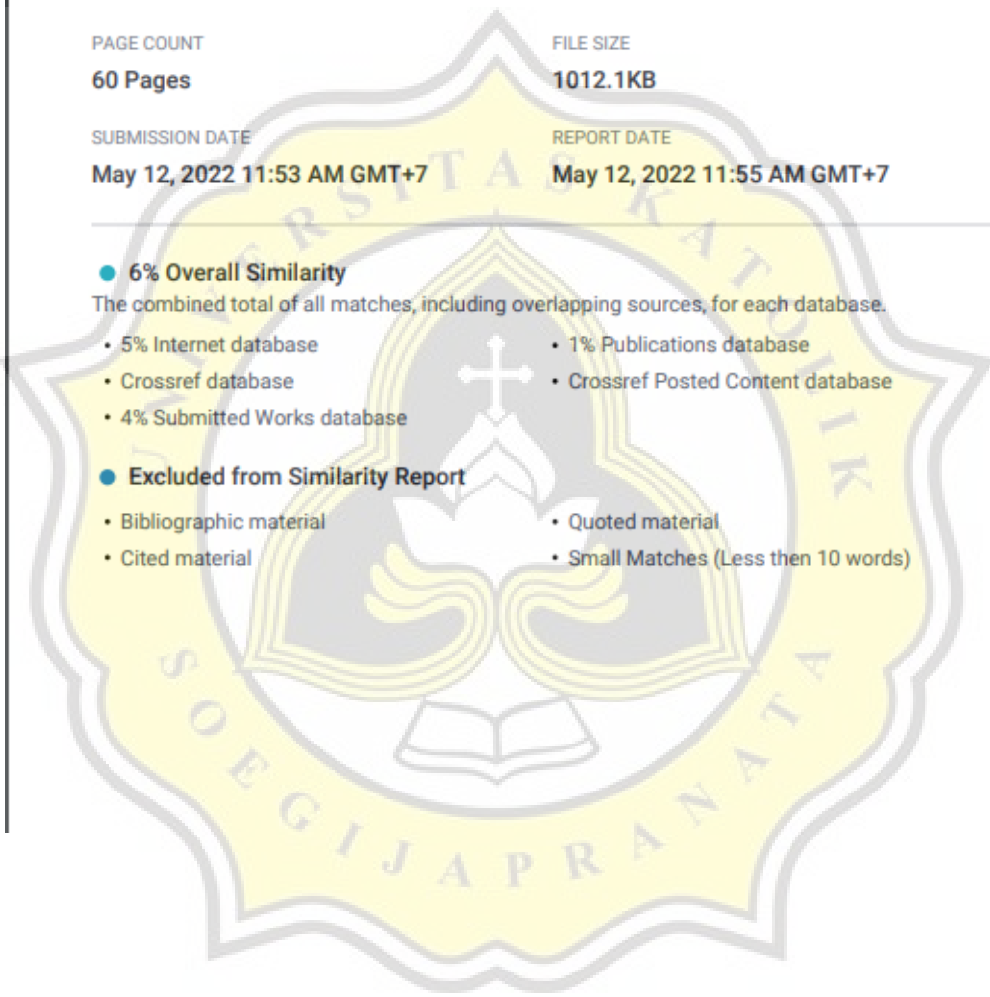 PAGE COUNT
60 Pages
FILE SIZE
1012.1KB
SUBMISSION DATE
May 12, 2022 11:53 AM GMT+7
REPORT DATE
May 12, 2022 11:55 AM GMT+7
● 6% Overall Similarity
The combined total of all matches, including overlapping sources, for each database.
• 5% Internet database
• 1% Publications database
• Crossref database
• Crossref Posted Content database
• 4% Submitted Works database
● Excluded from Similarity Report
• Bibliographic material
• Quoted material
• Cited material
• Small Matches (Less then 10 words)
UNIVERSITAS KATOLIK
SOEGIJAPRANATA